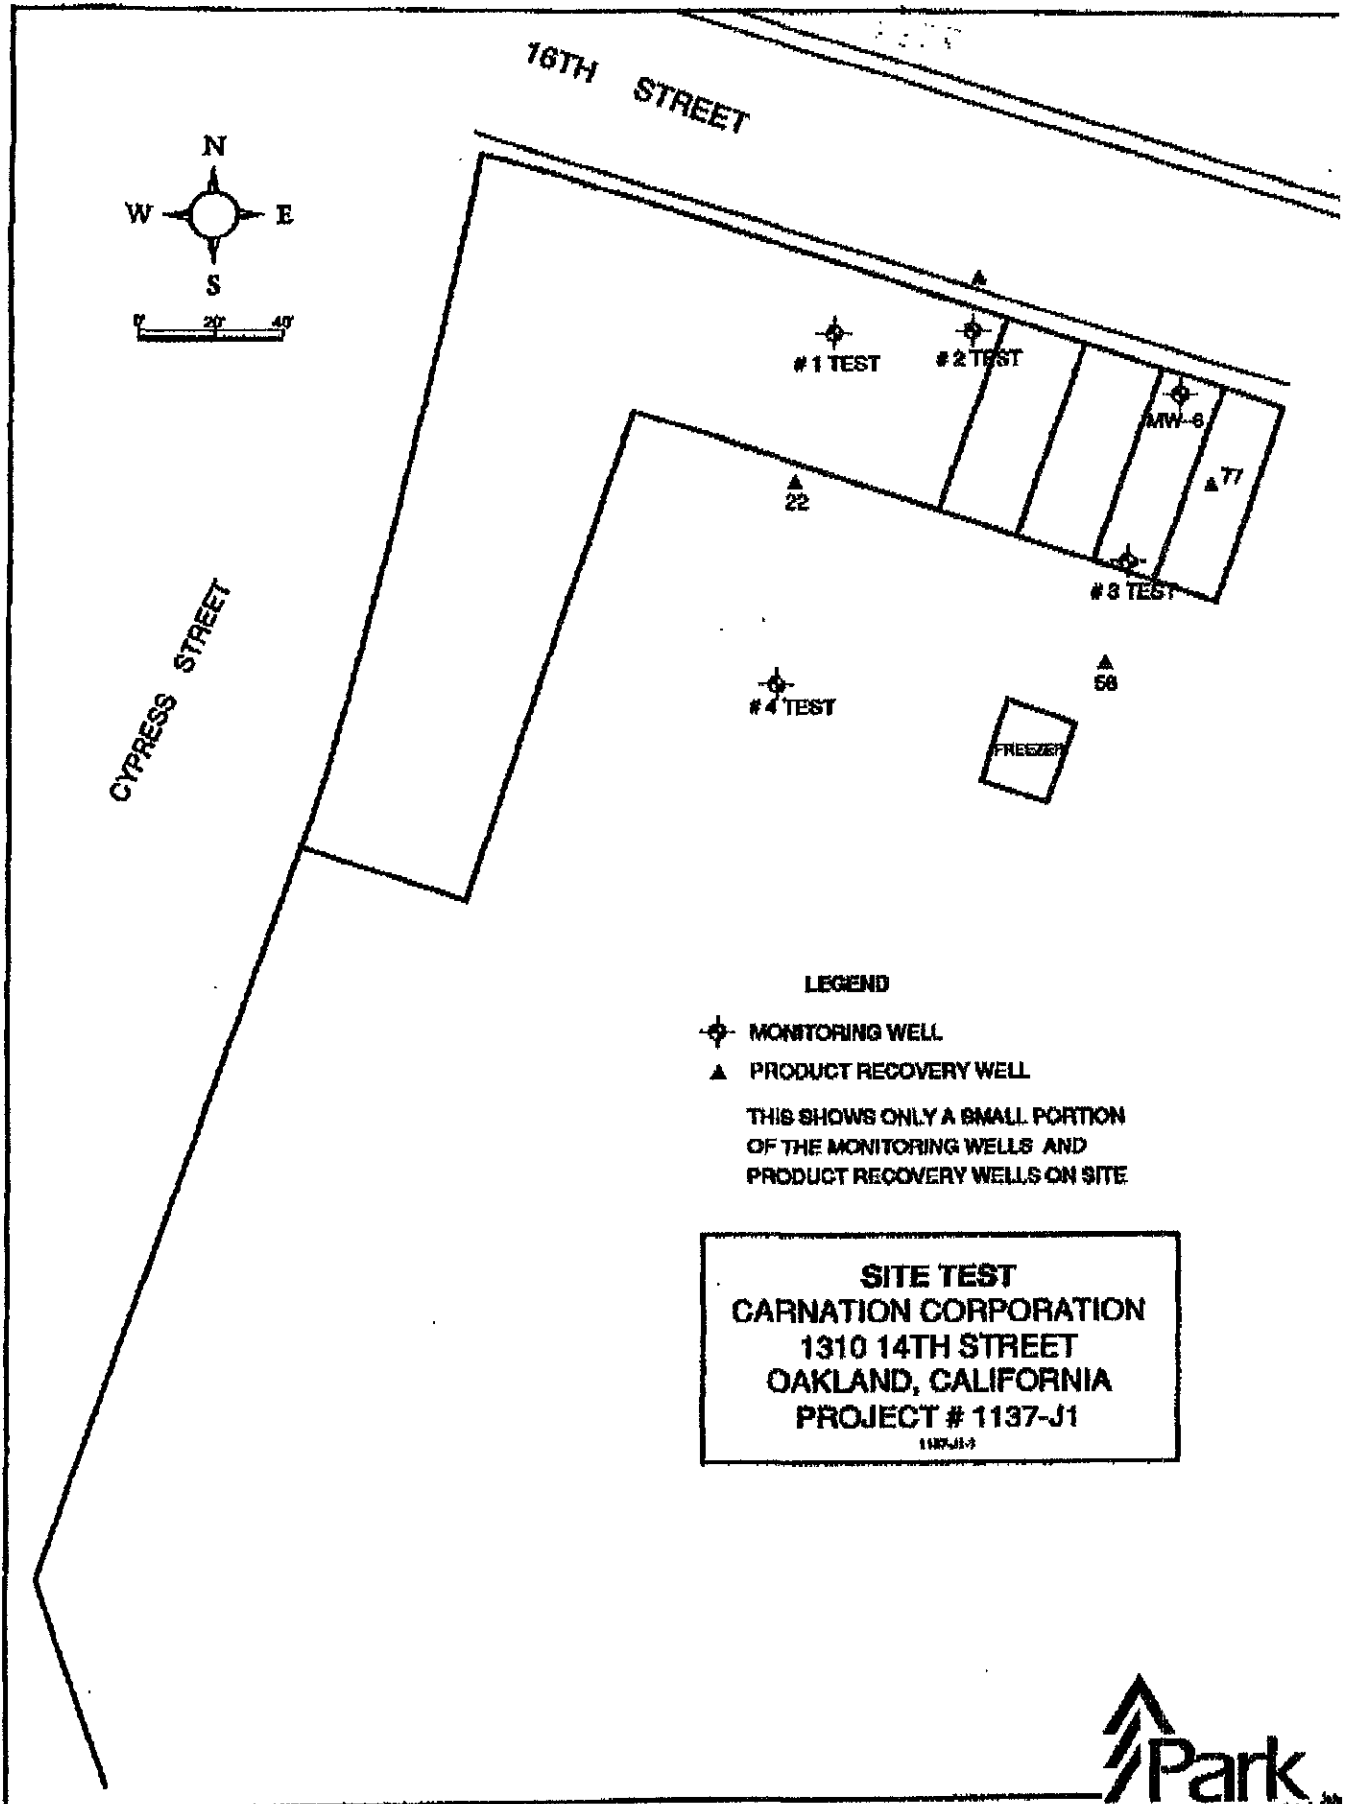 16TH STREET
N
W E
S
0' 20' 40'
# 1 TEST
# 2 TEST
MW-6
77
22
# 3 TEST
56
# 4 TEST
FREEZER
CYPRESS STREET
LEGEND
MONITORING WELL
PRODUCT RECOVERY WELL
THIS SHOWS ONLY A SMALL PORTION
OF THE MONITORING WELLS AND
PRODUCT RECOVERY WELLS ON SITE
SITE TEST
CARNATION CORPORATION
1310 14TH STREET
OAKLAND, CALIFORNIA
PROJECT # 1137-J1
Park